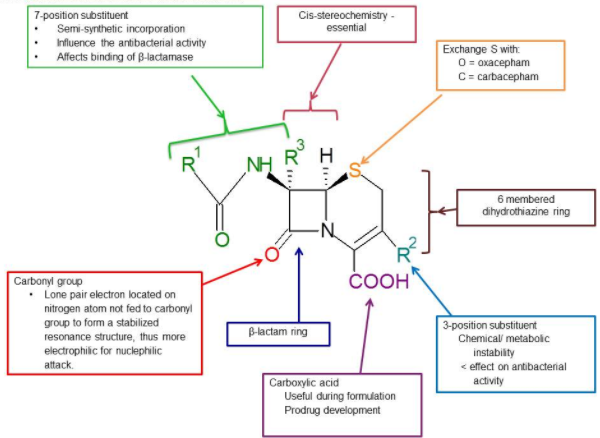 7-position substituent
• Semi-synthetic incorporation
• Influence the antibacterial activity
• Affects binding of β-lactamase
Cis-stereochemistry -
essential
Exchange S with:
O = oxacepham
C = carbacepham
R1
NH
R3
H
S
O
O
N
R2
COOH
6 membered
dihydrothiazine ring
Carbonyl group
• Lone pair electron located on
nitrogen atom not fed to carbonyl
group to form a stabilized
resonance structure, thus more
electrophilic for nuclephilic
attack.
β-lactam ring
Carboxylic acid
Useful during formulation
Prodrug development
3-position substituent
Chemical/ metabolic
instability
< effect on antibacterial
activity